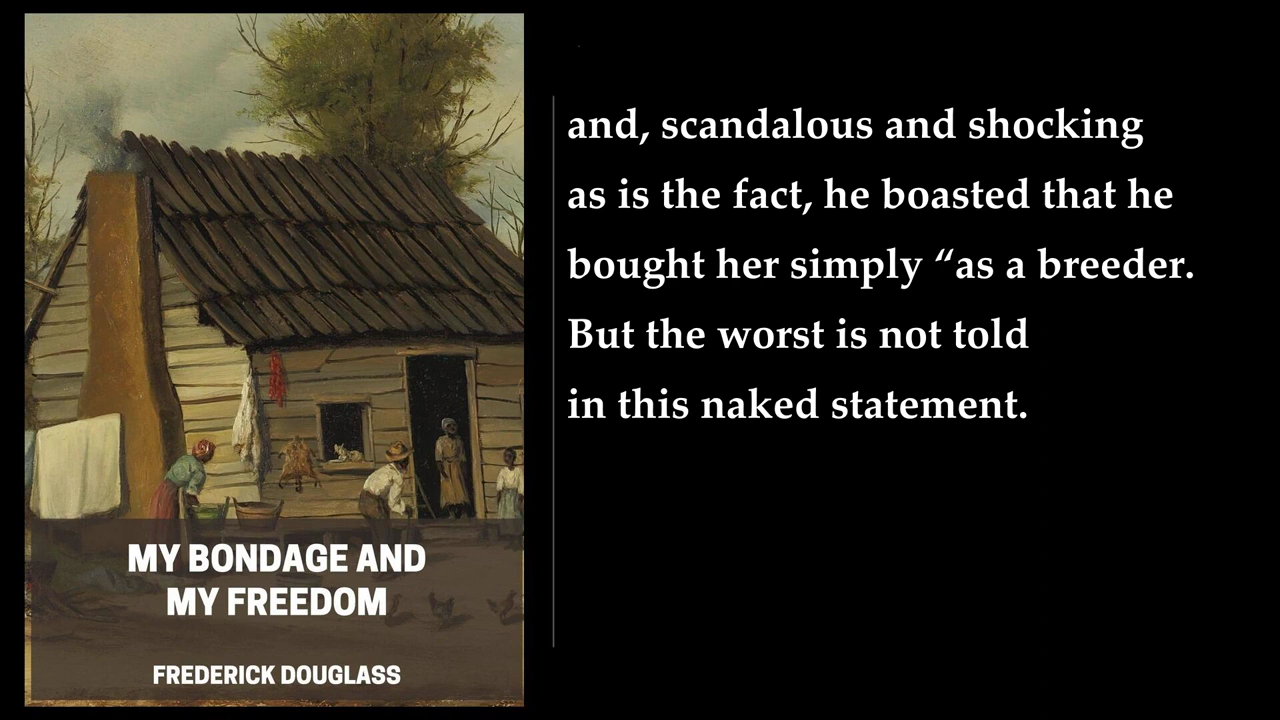 MY BONDAGE AND
MY FREEDOM
FREDERICK DOUGLASS
and, scandalous and shocking
as is the fact, he boasted that he
bought her simply “as a breeder.
But the worst is not told
in this naked statement.